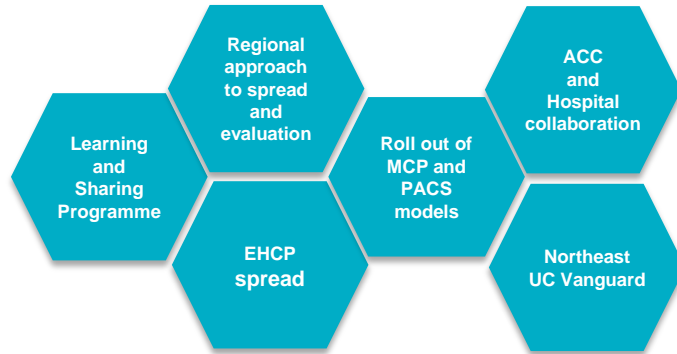 Regional
approach
to spread
and
evaluation
ACC
and
Hospital
collaboration
Learning
and
Sharing
Programme
Roll out of
MCP and
PACS
models
EHCP
spread
Northeast
UC Vanguard